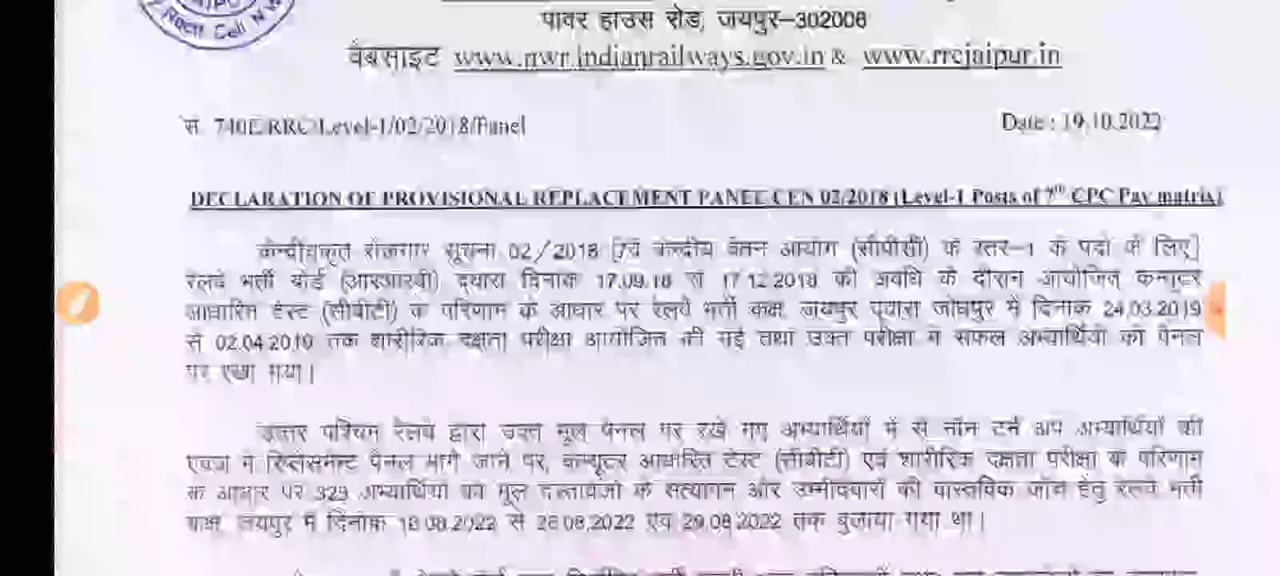 पावर हाउस रोड, जयपुर–302006
वेबसाइट www.nwr.indianrailways.gov.in & www.rrcjaipur.in
सं. 740E/RRC/Level-1/02/2018/Panel
Date : 19.10.2022
DECLARATION OF PROVISIONAL REPLACEMENT PANEL CEN 02/2018 (Level-1 Posts of 7th CPC Pay matrix)
केन्द्रीयकृत रोजगार सूचना 02/2018 [7वें केन्द्रीय वेतन आयोग (सीपीसी) के स्तर–1 के पदों के लिए]
रेलवे भर्ती बोर्ड (आरआरबी) द्वारा दिनांक 17.09.18 से 17.12.2018 की अवधि के दौरान आयोजित कम्प्युटर
आधारित टेस्ट (सीबीटी) के परिणाम के आधार पर रेलवे भर्ती कक्ष, जयपुर द्वारा जोधपुर में दिनांक 24.03.2019
से 02.04.2019 तक शारीरिक दक्षता परीक्षा आयोजित की गई तथा उक्त परीक्षा में सफल अभ्यार्थियों को पैनल
पर रखा गया।
उत्तर पश्चिम रेलवे द्वारा उक्त मूल पैनल पर रखे गए अभ्यार्थियों में से नॉन टर्न अप अभ्यार्थियों की
एवज में रिप्लेसमेन्ट पैनल मांगे जाने पर, कम्प्यूटर आधारित टेस्ट (सीबीटी) एवं शारीरिक दक्षता परीक्षा के परिणाम
के आधार पर 323 अभ्यार्थियों को मूल दस्तावेजों के सत्यापन और उम्मीदवारों की वास्तविक जाँच हेतु रेलवे भर्ती
कक्ष, जयपुर में दिनांक 18.08.2022 से 26.08.2022 एवं 29.08.2022 तक बुलाया गया था।